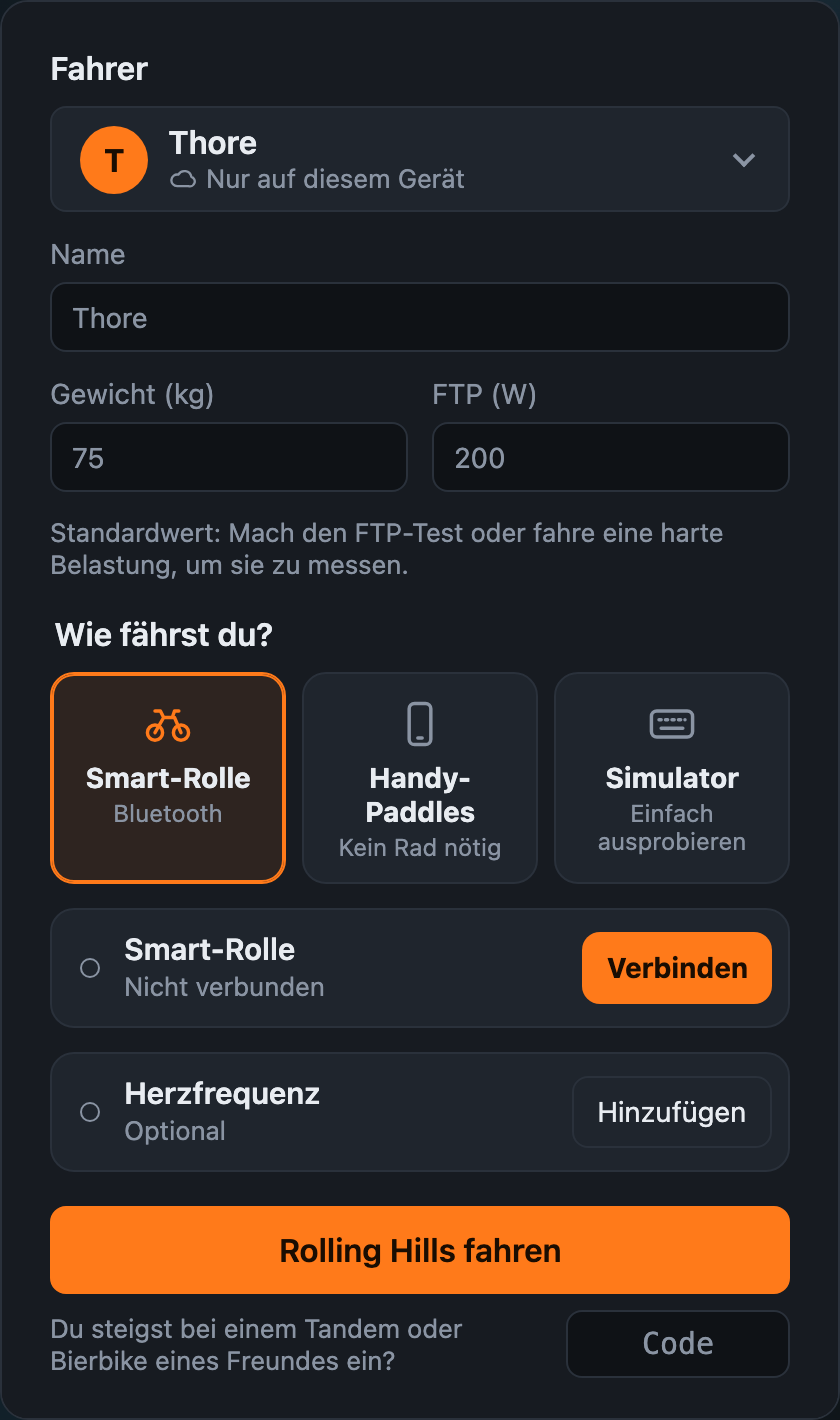 Fahrer
T
Thore
Nur auf diesem Gerät
Name
Thore
Gewicht (kg)
FTP (W)
75
200
Standardwert: Mach den FTP-Test oder fahre eine harte
Belastung, um sie zu messen.
Wie fährst du?
Smart-Rolle
Bluetooth
Handy-
Paddles
Kein Rad nötig
Simulator
Einfach
ausprobieren
Smart-Rolle
Nicht verbunden
Verbinden
Herzfrequenz
Optional
Hinzufügen
Rolling Hills fahren
Du steigst bei einem Tandem oder
Bierbike eines Freundes ein?
Code